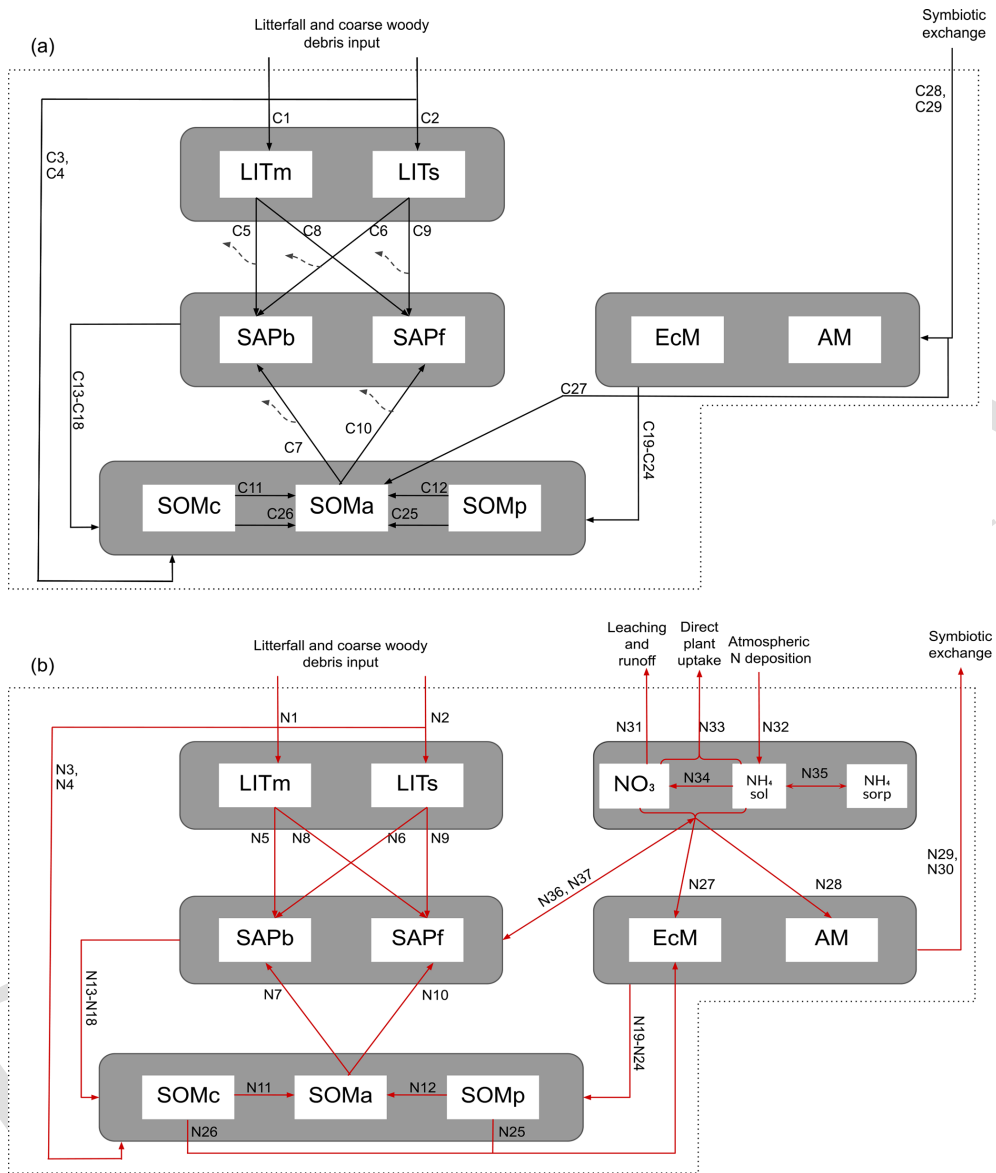 (a)
Litterfall and coarse woody
debris input
Symbiotic
exchange
C28,
C29
C1
C2
C3,
C4
LITm
LITs
C5
C8
C6
C9
SAPb
SAPf
EcM
AM
C13-C18
C27
C19-C24
C7
C10
SOMc
C11
SOMa
C12
SOMp
C26
C25
(b)
Litterfall and coarse woody
debris input
Leaching
and
runoff
Direct
plant
uptake
Atmospheric
N deposition
Symbiotic
exchange
N1
N2
N31
N33
N32
N3,
N4
LITm
LITs
NO₃
N34
NH₄
sol
N35
NH₄
sorp
N5
N8
N6
N9
N36, N37
N27
N28
N29,
N30
SAPb
SAPf
EcM
AM
N13-N18
N7
N10
N19-N24
SOMc
N11
SOMa
N12
SOMp
N26
N25